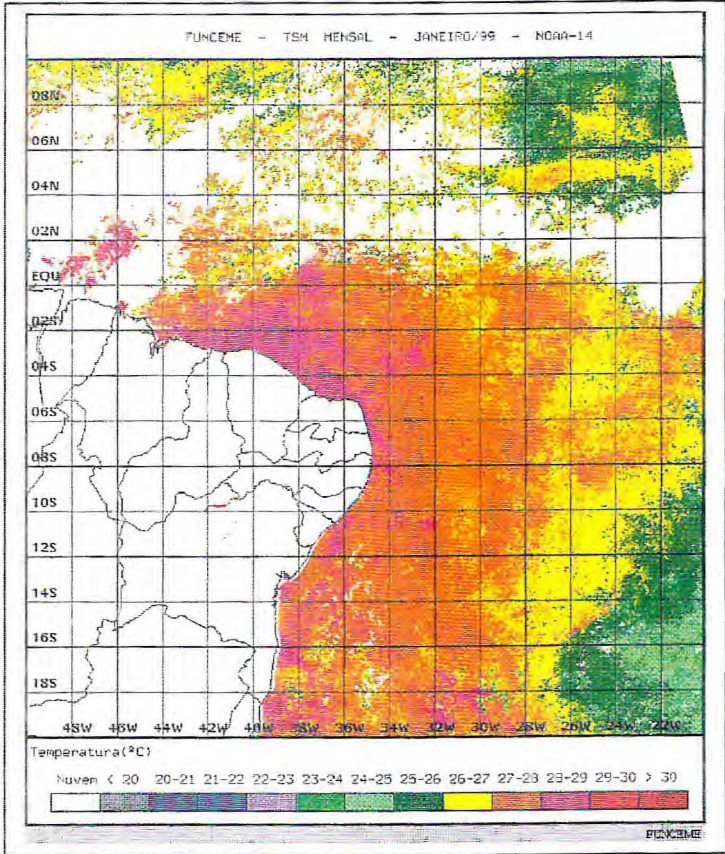 FUNCEME - TSM MENSAL - JANEIRO/99 - NOAA-14
08N
06N
04N
02N
EQU
02S
04S
06S
08S
10S
12S
14S
16S
18S
48W 46W 44W 42W 40W 38W 36W 34W 32W 30W 28W 26W 24W 22W
Temperatura(ºC)
Nuvem < 20 20-21 21-22 22-23 23-24 24-25 25-26 26-27 27-28 28-29 29-30 > 30
FUNCEME